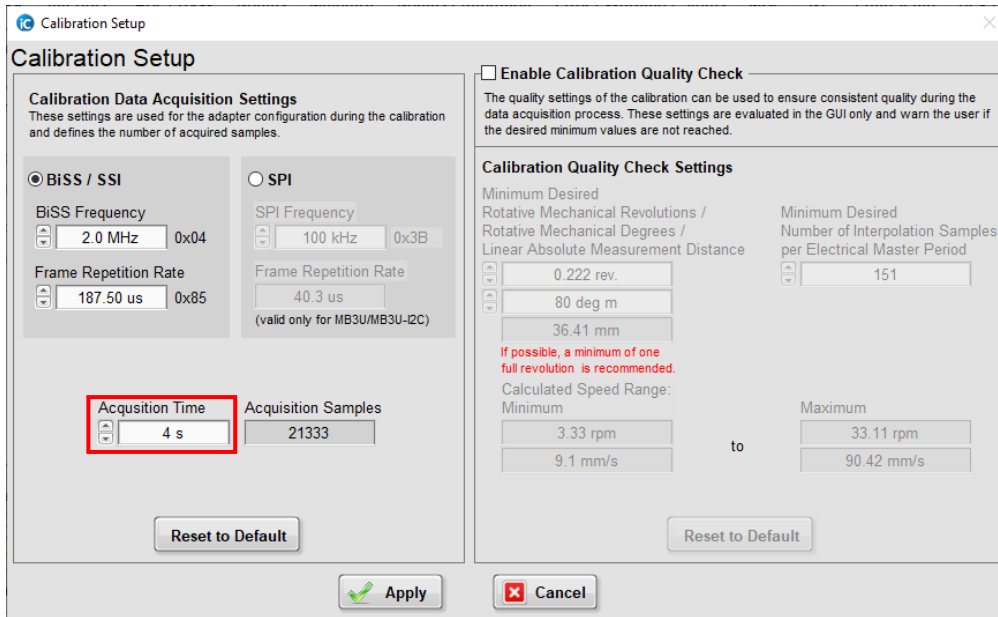 iC Calibration Setup
Calibration Setup
Calibration Data Acquisition Settings
These settings are used for the adapter configuration during the calibration
and defines the number of acquired samples.
BiSS / SSI
BiSS Frequency
2.0 MHz 0x04
Frame Repetition Rate
187.50 us 0x85
SPI
SPI Frequency
100 kHz 0x3B
Frame Repetition Rate
40.3 us
(valid only for MB3U/MB3U-I2C)
Acqusition Time
4 s
Acquisition Samples
21333
Reset to Default
Enable Calibration Quality Check
The quality settings of the calibration can be used to ensure consistent quality during the
data acquisition process. These settings are evaluated in the GUI only and warn the user if
the desired minimum values are not reached.
Calibration Quality Check Settings
Minimum Desired
Rotative Mechanical Revolutions /
Rotative Mechanical Degrees /
Linear Absolute Measurement Distance
0.222 rev.
80 deg m
36.41 mm
If possible, a minimum of one
full revolution is recommended.
Minimum Desired
Number of Interpolation Samples
per Electrical Master Period
151
Calculated Speed Range:
Minimum
3.33 rpm
9.1 mm/s
to
Maximum
33.11 rpm
90.42 mm/s
Reset to Default
Apply
Cancel